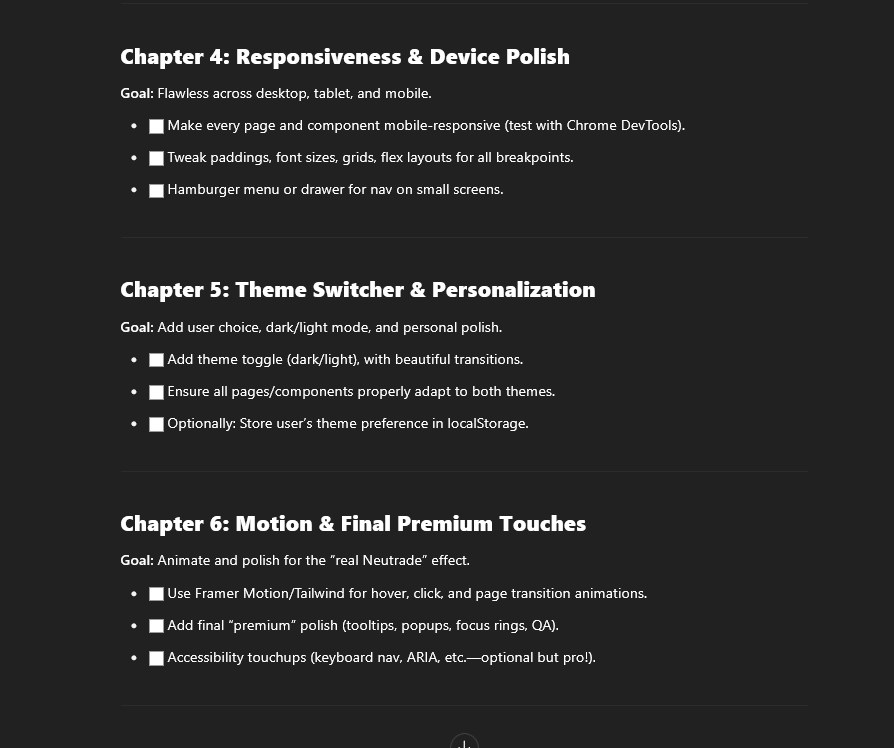 Chapter 4: Responsiveness & Device Polish
Goal: Flawless across desktop, tablet, and mobile.
Make every page and component mobile-responsive (test with Chrome DevTools).
Tweak paddings, font sizes, grids, flex layouts for all breakpoints.
Hamburger menu or drawer for nav on small screens.
Chapter 5: Theme Switcher & Personalization
Goal: Add user choice, dark/light mode, and personal polish.
Add theme toggle (dark/light), with beautiful transitions.
Ensure all pages/components properly adapt to both themes.
Optionally: Store user’s theme preference in localStorage.
Chapter 6: Motion & Final Premium Touches
Goal: Animate and polish for the “real Neutrade” effect.
Use Framer Motion/Tailwind for hover, click, and page transition animations.
Add final “premium” polish (tooltips, popups, focus rings, QA).
Accessibility touchups (keyboard nav, ARIA, etc.—optional but pro!).